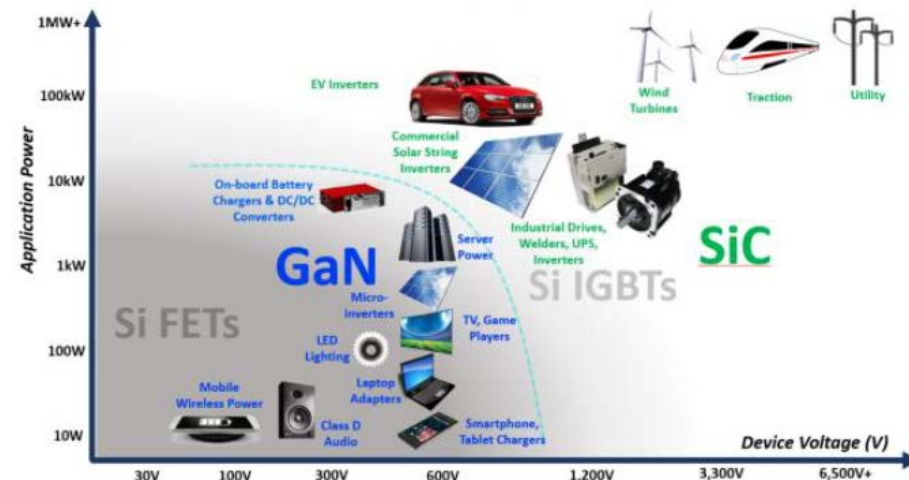 1MW+
100kW
10kW
1kW
100W
10W
Application Power
EV Inverters
Wind
Turbines
Traction
Utility
Commercial
Solar String
Inverters
On-board Battery
Chargers & DC/DC
Converters
Industrial Drives,
Welders, UPS,
Inverters
Server
Power
GaN
SiC
Si IGBTs
Si FETs
Micro-
inverters
TV, Game
Players
LED
Lighting
Laptop
Adapters
Mobile
Wireless Power
Class D
Audio
Smartphone,
Tablet Chargers
Device Voltage (V)
30V
100V
300V
600V
1,200V
3,300V
6,500V+